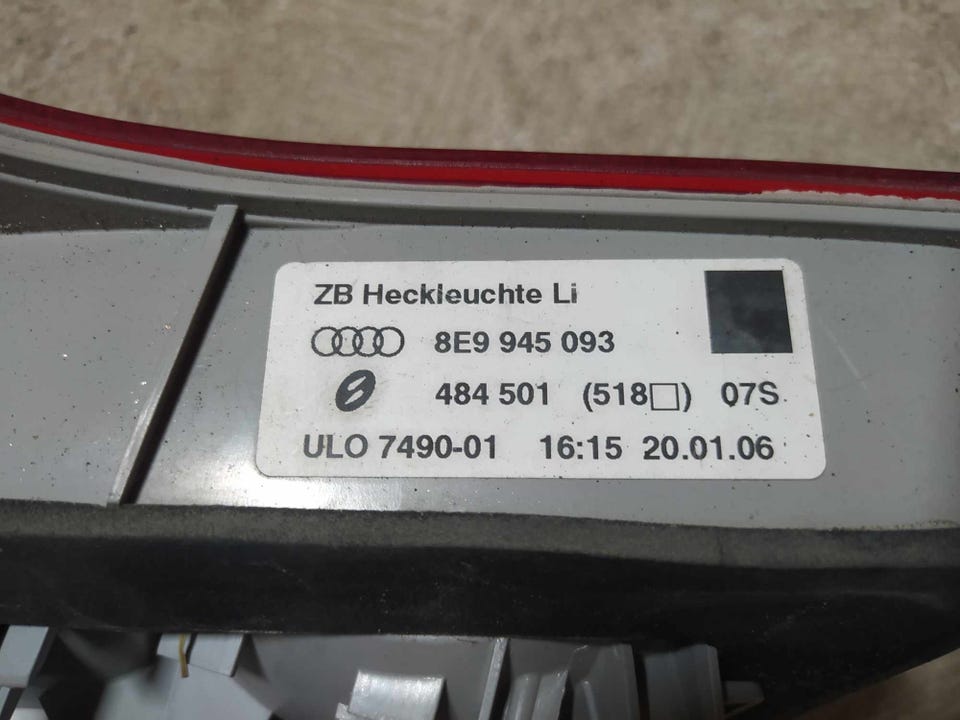 ZB Heckleuchte Li
8E9 945 093
484 501 (518□) 07S
ULO 7490-01 16:15 20.01.06